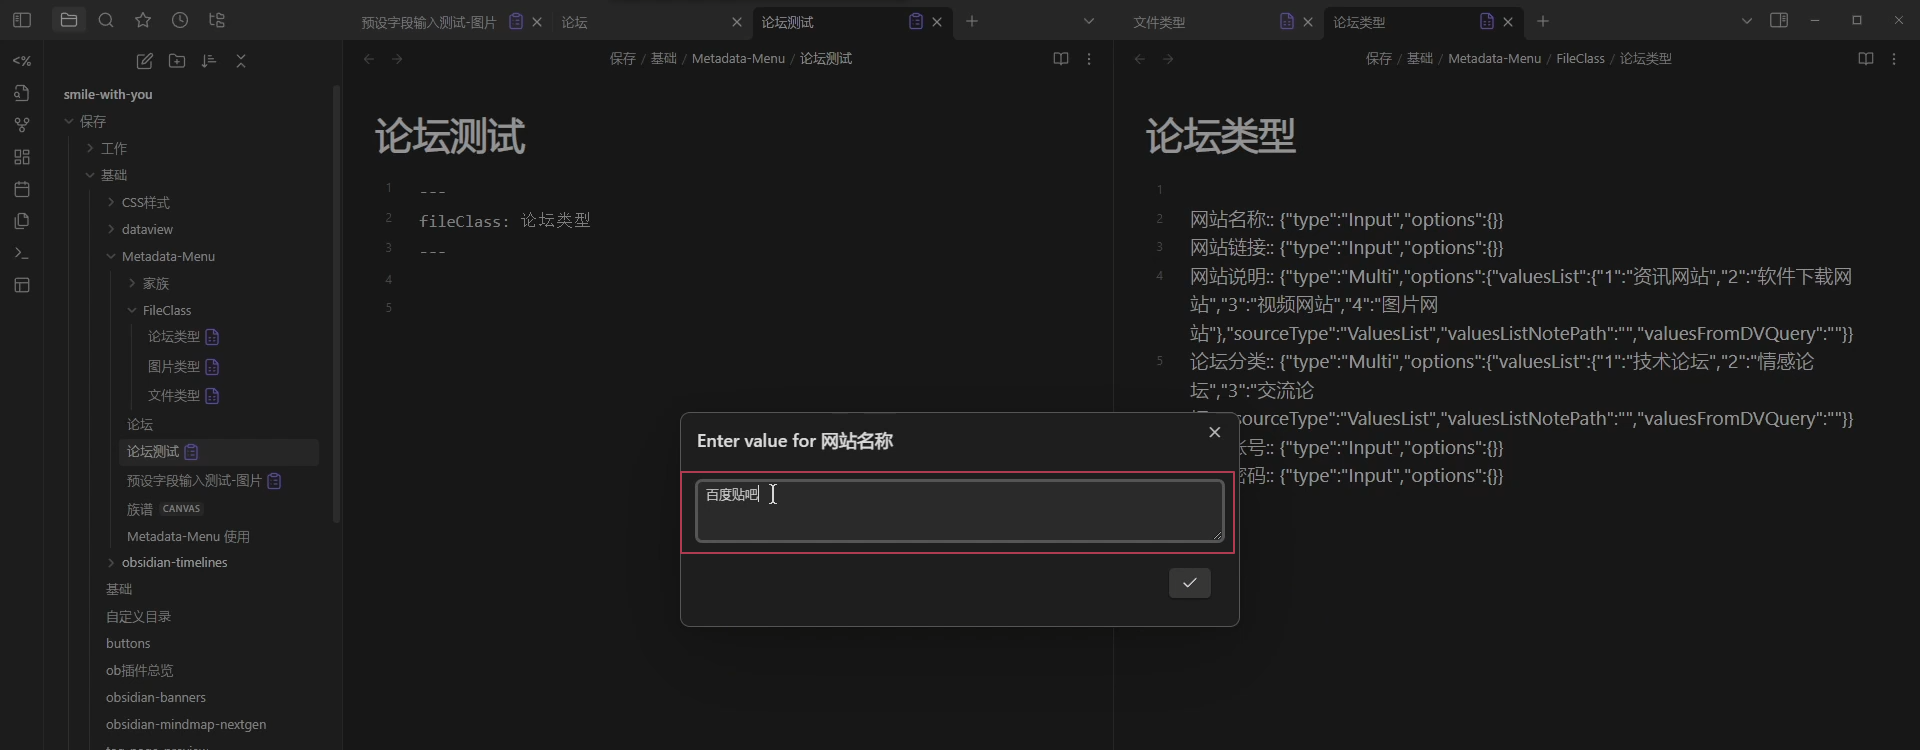 预设字段输入测试-图片
论坛
论坛测试
文件类型
论坛类型
<%
smile-with-you
保存
工作
基础
CSS样式
dataview
Metadata-Menu
家族
FileClass
论坛类型
图片类型
文件类型
论坛
论坛测试
预设字段输入测试-图片
族谱 CANVAS
Metadata-Menu 使用
obsidian-timelines
基础
自定义目录
buttons
ob插件总览
obsidian-banners
obsidian-mindmap-nextgen
保存 / 基础 / Metadata-Menu / 论坛测试
论坛测试
1 ---
2 fileClass: 论坛类型
3 ---
4
5
保存 / 基础 / Metadata-Menu / FileClass / 论坛类型
论坛类型
1
2 网站名称:: {"type":"Input","options":{}}
3 网站链接:: {"type":"Input","options":{}}
4 网站说明:: {"type":"Multi","options":{"valuesList":{"1":"资讯网站","2":"软件下载网
站","3":"视频网站","4":"图片网
站"},"sourceType":"ValuesList","valuesListNotePath":"","valuesFromDVQuery":""}}
5 论坛分类:: {"type":"Multi","options":{"valuesList":{"1":"技术论坛","2":"情感论
坛","3":"交流论
sourceType":"ValuesList","valuesListNotePath":"","valuesFromDVQuery":""}}
号:: {"type":"Input","options":{}}
码:: {"type":"Input","options":{}}
Enter value for 网站名称
百度贴吧